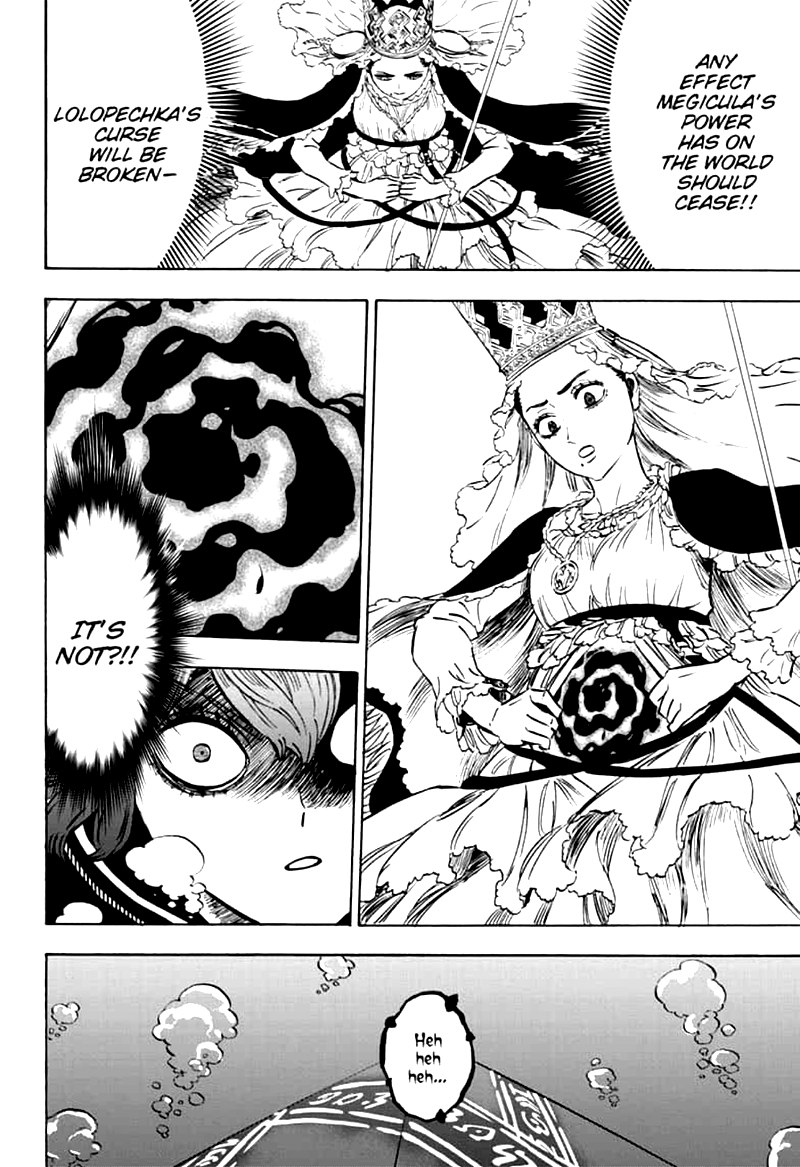 ANY
EFFECT
MEGICULA'S
POWER
HAS ON
THE WORLD
SHOULD
CEASE!!
LOLOPECHKA'S
CURSE
WILL BE
BROKEN—
IT'S
NOT?!!
Heh
heh
heh...